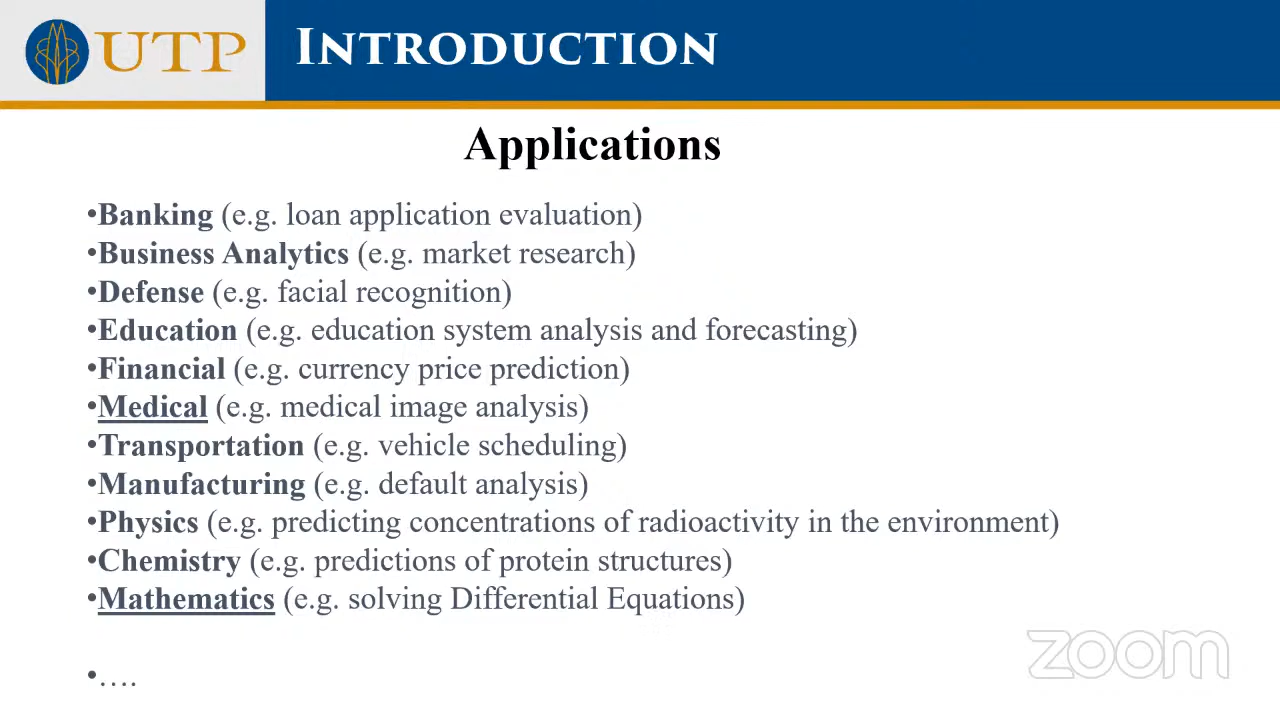 UTP
INTRODUCTION
Applications
•Banking (e.g. loan application evaluation)
•Business Analytics (e.g. market research)
•Defense (e.g. facial recognition)
•Education (e.g. education system analysis and forecasting)
•Financial (e.g. currency price prediction)
•Medical (e.g. medical image analysis)
•Transportation (e.g. vehicle scheduling)
•Manufacturing (e.g. default analysis)
•Physics (e.g. predicting concentrations of radioactivity in the environment)
•Chemistry (e.g. predictions of protein structures)
•Mathematics (e.g. solving Differential Equations)
•….
zoom